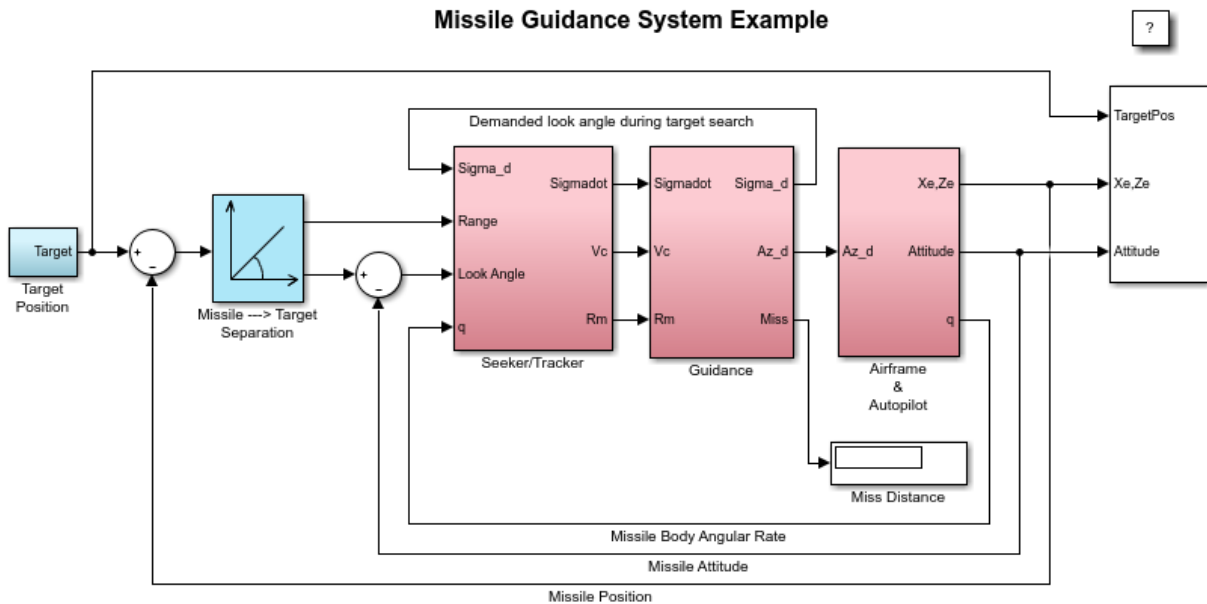 Missile Guidance System Example
?
Demanded look angle during target search
TargetPos
Xe,Ze
Attitude
Target
Target
Position
+
−
Missile ---> Target
Separation
+
−
Sigma_d
Range
Look Angle
q
Sigmadot
Vc
Rm
Seeker/Tracker
Sigmadot
Vc
Rm
Sigma_d
Az_d
Miss
Guidance
Az_d
Xe,Ze
Attitude
q
Airframe
&
Autopilot
Miss Distance
Missile Body Angular Rate
Missile Attitude
Missile Position